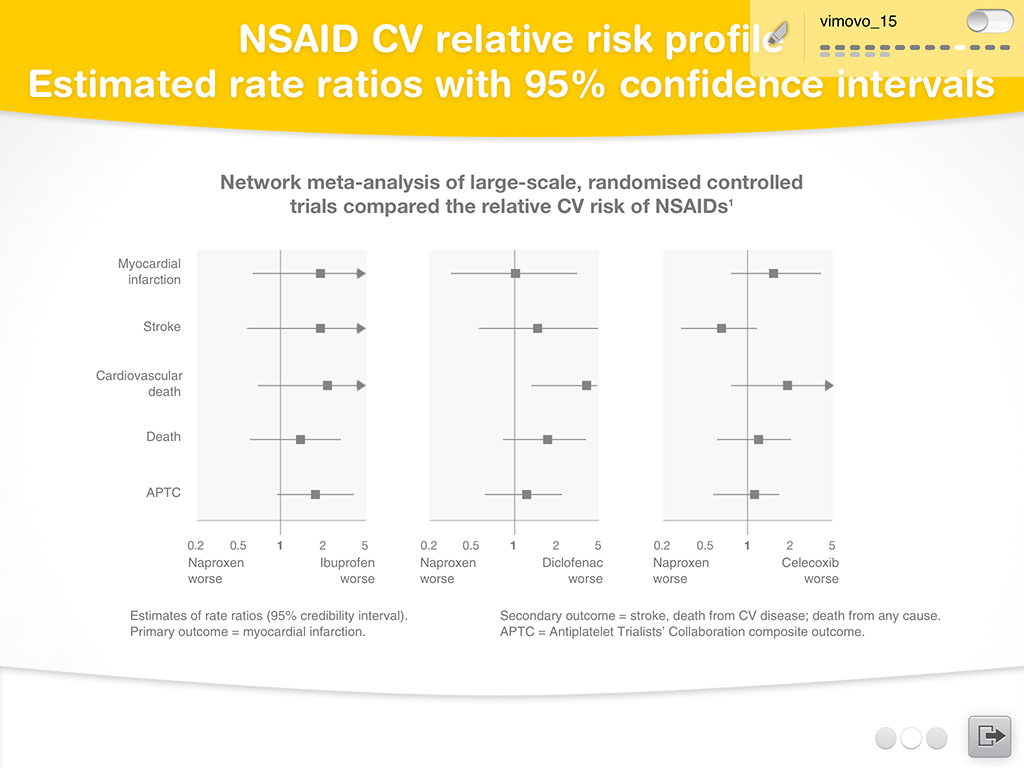 NSAID CV relative risk profile
Estimated rate ratios with 95% confidence intervals
vimovo_15
Network meta-analysis of large-scale, randomised controlled
trials compared the relative CV risk of NSAIDs¹
Myocardial
infarction
Stroke
Cardiovascular
death
Death
APTC
0.2 0.5 1 2 5
Naproxen worse
Ibuprofen worse
0.2 0.5 1 2 5
Naproxen worse
Diclofenac worse
0.2 0.5 1 2 5
Naproxen worse
Celecoxib worse
Estimates of rate ratios (95% credibility interval).
Primary outcome = myocardial infarction.
Secondary outcome = stroke, death from CV disease; death from any cause.
APTC = Antiplatelet Trialists’ Collaboration composite outcome.